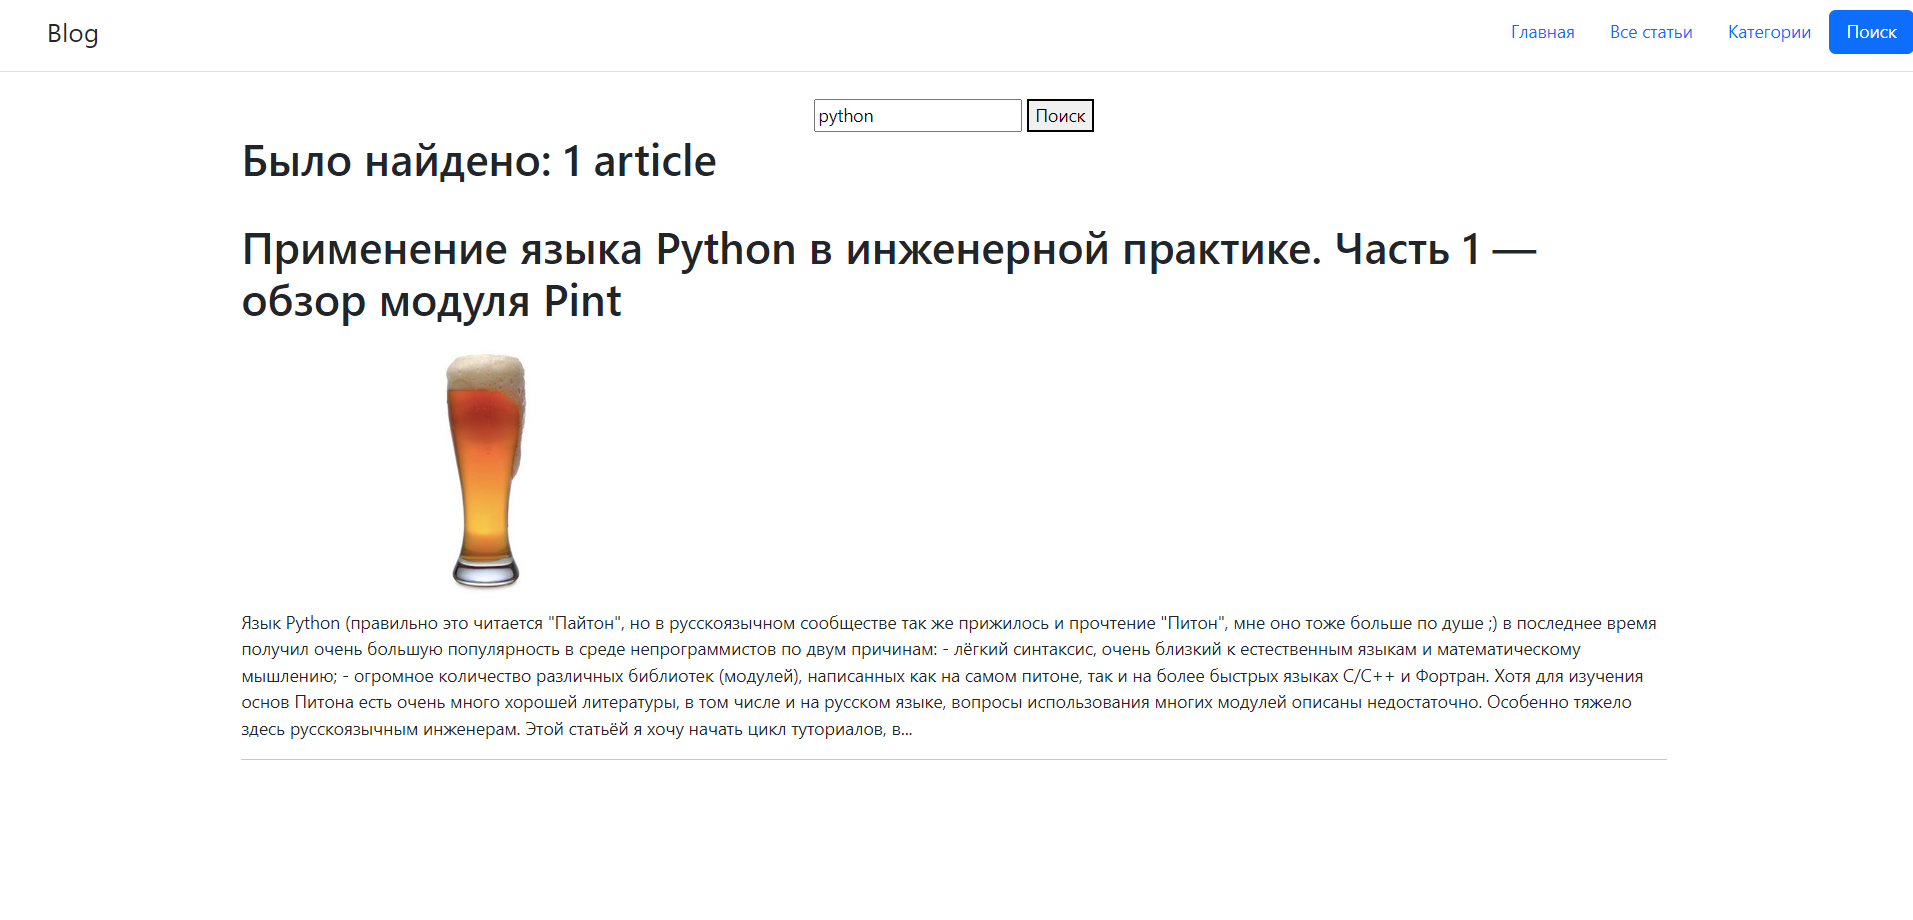 Blog
Главная Все статьи Категории Поиск
python Поиск
Было найдено: 1 article
Применение языка Python в инженерной практике. Часть 1 —
обзор модуля Pint
Язык Python (правильно это читается "Пайтон", но в русскоязычном сообществе так же прижилось и прочтение "Питон", мне оно тоже больше по душе ;) в последнее время
получил очень большую популярность в среде непрограммистов по двум причинам: - лёгкий синтаксис, очень близкий к естественным языкам и математическому
мышлению; - огромное количество различных библиотек (модулей), написанных как на самом питоне, так и на более быстрых языках C/C++ и Фортран. Хотя для изучения
основ Питона есть очень много хорошей литературы, в том числе и на русском языке, вопросы использования многих модулей описаны недостаточно. Особенно тяжело
здесь русскоязычным инженерам. Этой статьёй я хочу начать цикл туториалов, в...